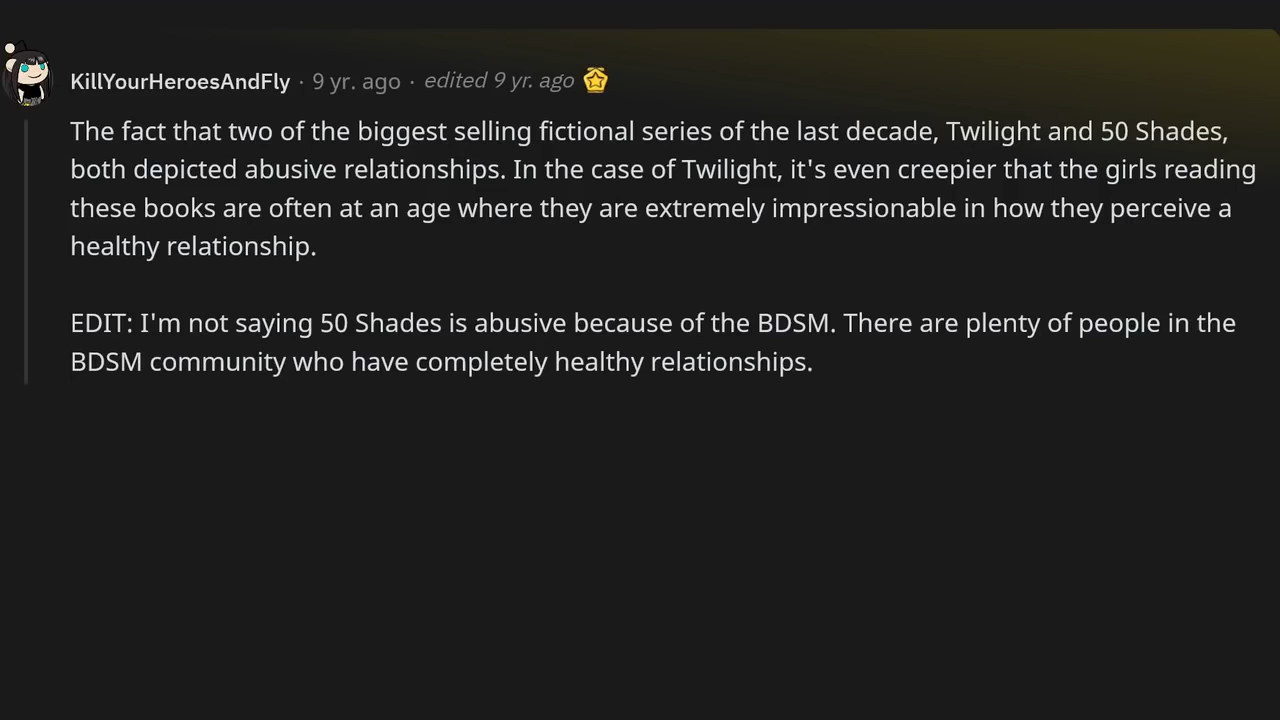 KillYourHeroesAndFly · 9 yr. ago · edited 9 yr. ago
The fact that two of the biggest selling fictional series of the last decade, Twilight and 50 Shades,
both depicted abusive relationships. In the case of Twilight, it's even creepier that the girls reading
these books are often at an age where they are extremely impressionable in how they perceive a
healthy relationship.
EDIT: I'm not saying 50 Shades is abusive because of the BDSM. There are plenty of people in the
BDSM community who have completely healthy relationships.